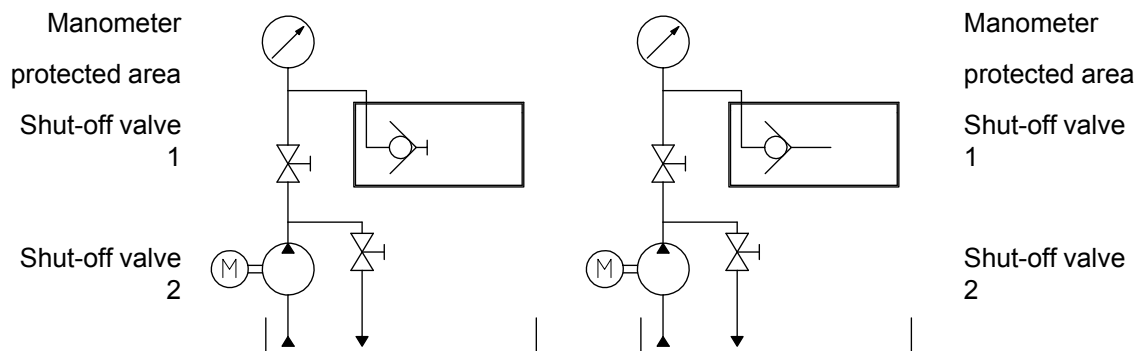 Manometer
protected area
Shut-off valve
1
Shut-off valve
2
M
M
Manometer
protected area
Shut-off valve
1
Shut-off valve
2